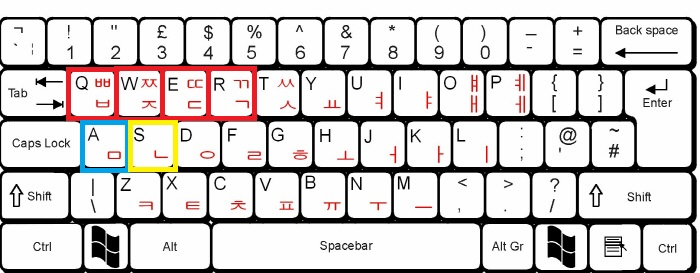 ¬ ! " £ $ % ^ & * ( ) _ + Back space
` ¦ 1 2 3 4 5 6 7 8 9 0 - =
Q ㅃ W ㅉ E ㄸ R ㄲ T ㅆ Y U I O ㅒ P ㅖ { }
Tab ㅂ ㅈ ㄷ ㄱ ㅅ ㅛ ㅕ ㅑ ㅐ ㅔ [ ] Enter
A S D F G H J K L : @ ~
Caps Lock ㅁ ㄴ ㅇ ㄹ ㅎ ㅗ ㅓ ㅏ ㅣ ; ' #
| Z X C V B N M < > ?
Shift \ ㅋ ㅌ ㅊ ㅍ ㅠ ㅜ ㅡ , . / Shift
Ctrl Alt Spacebar Alt Gr Ctrl